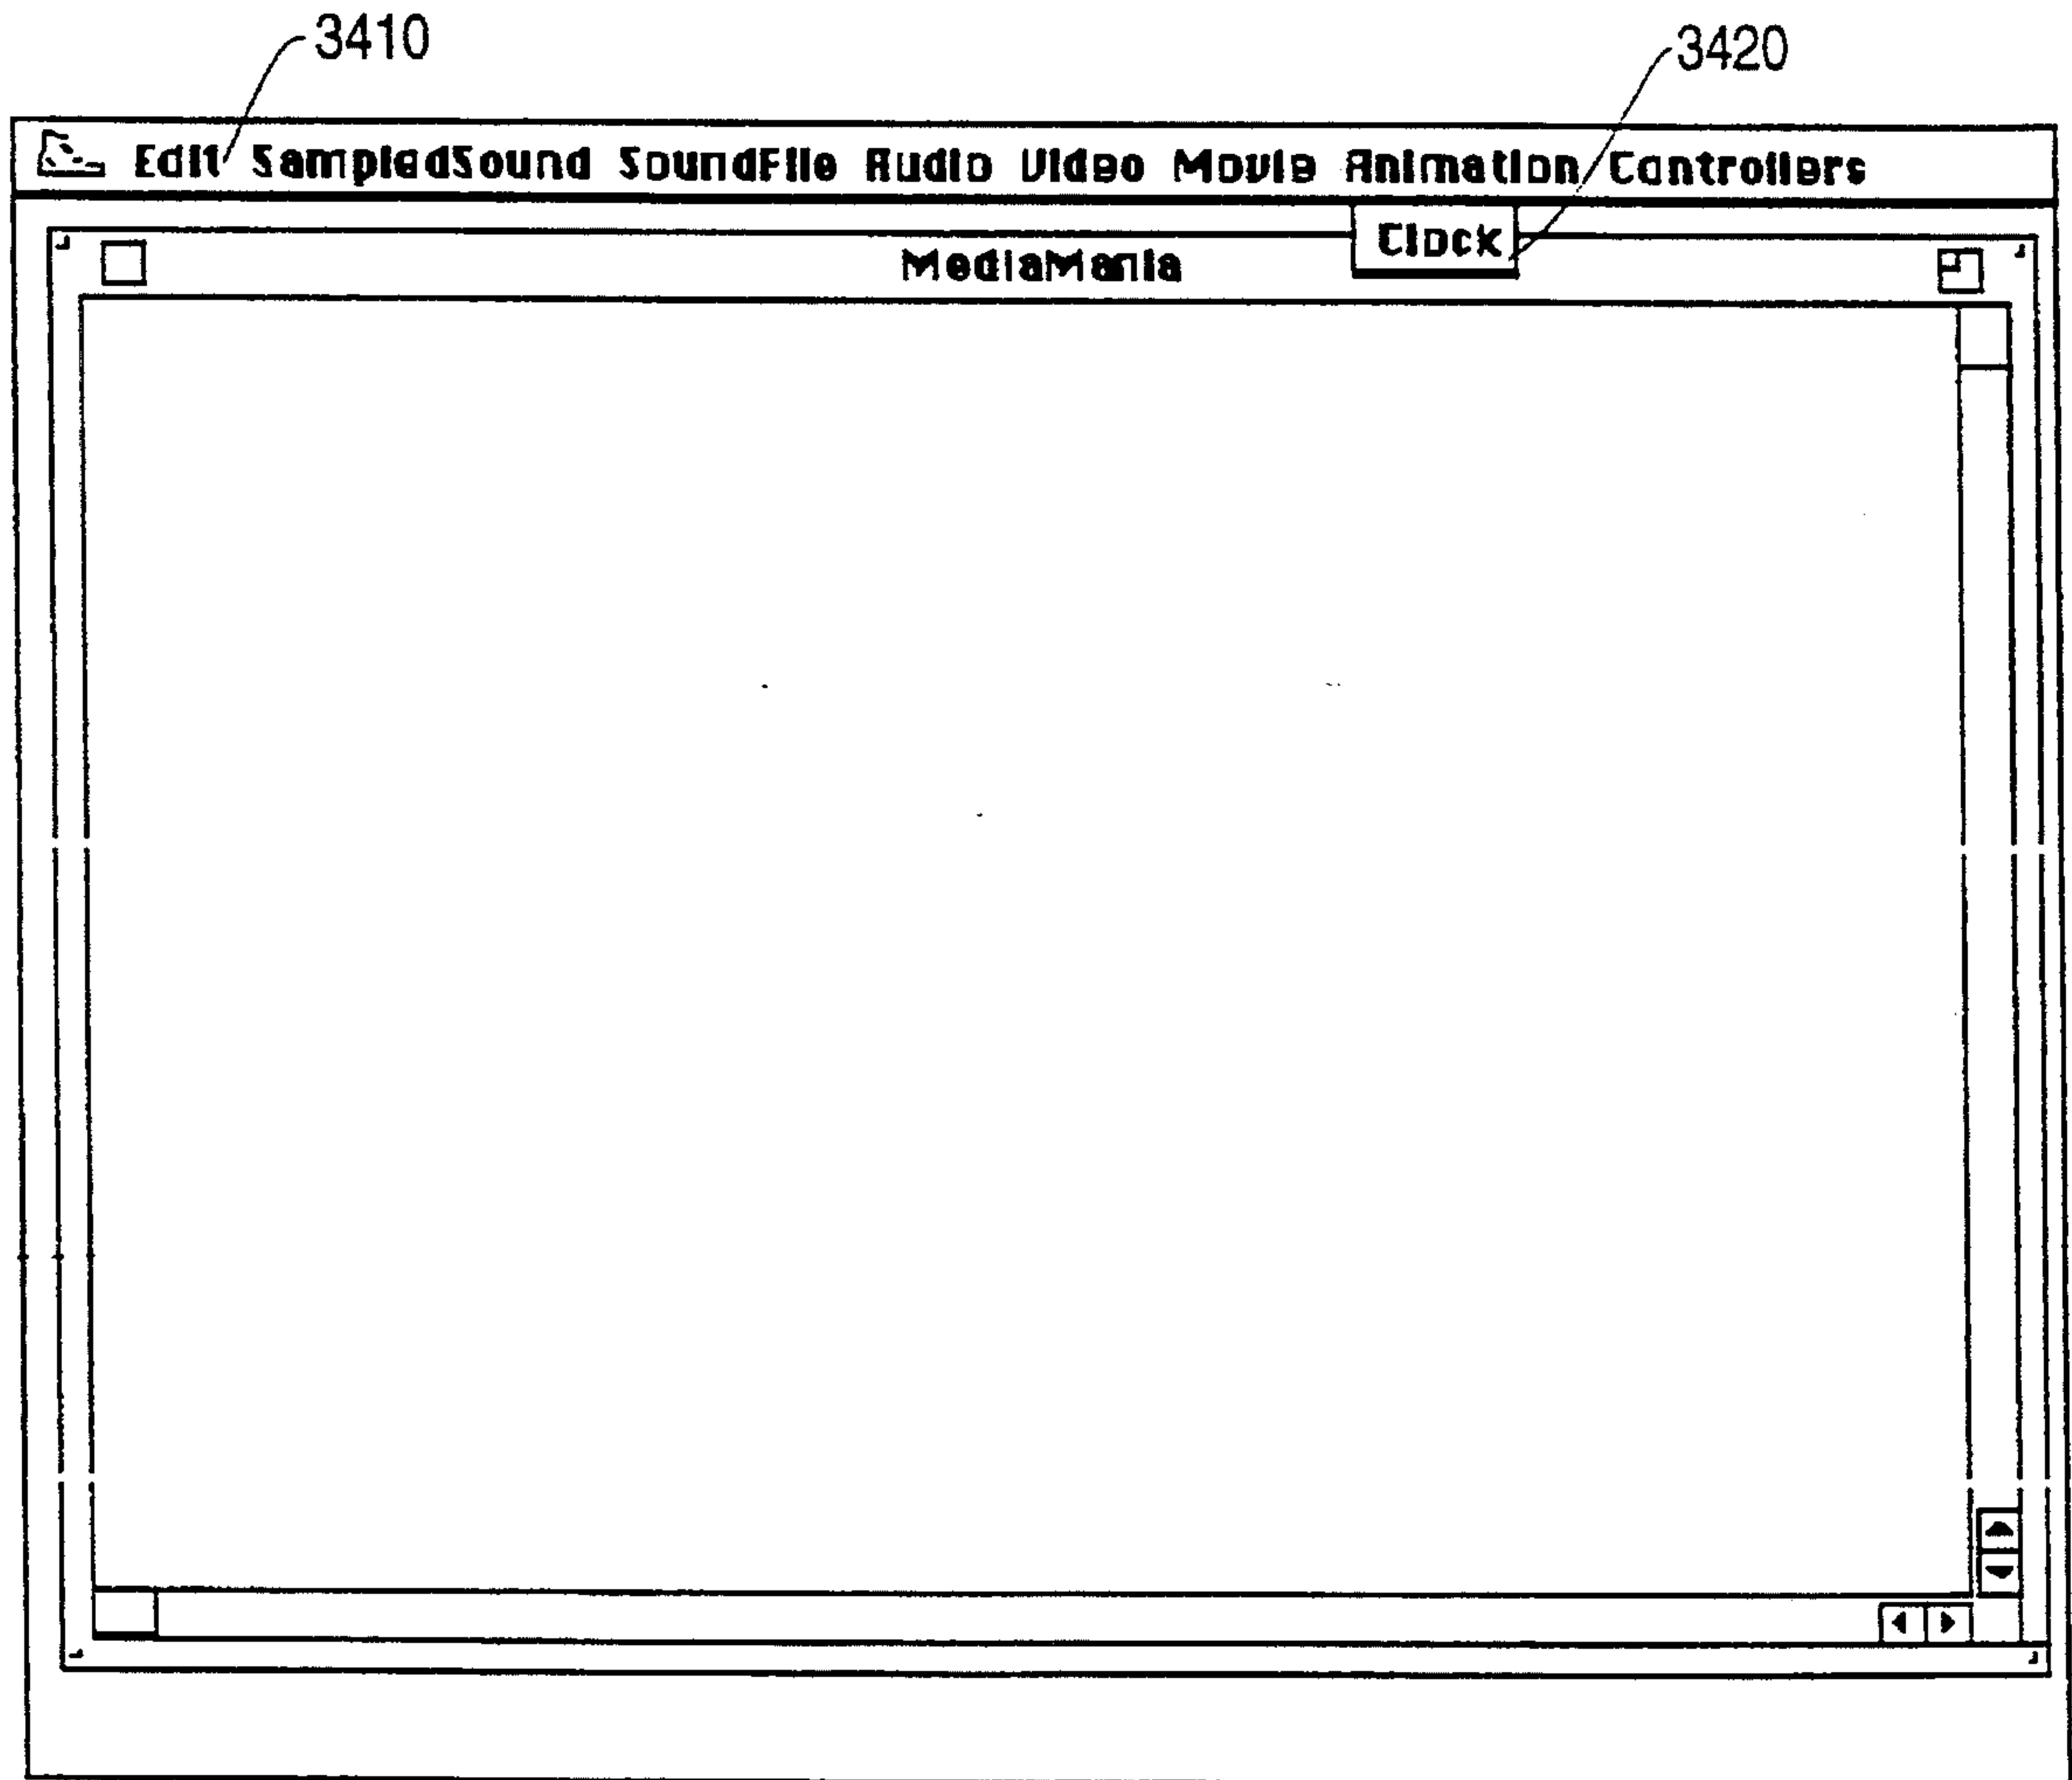 3410
3420
Edit SampledSound SoundFile Audio Video Movie Animation Controllers
Clock
MediaMania